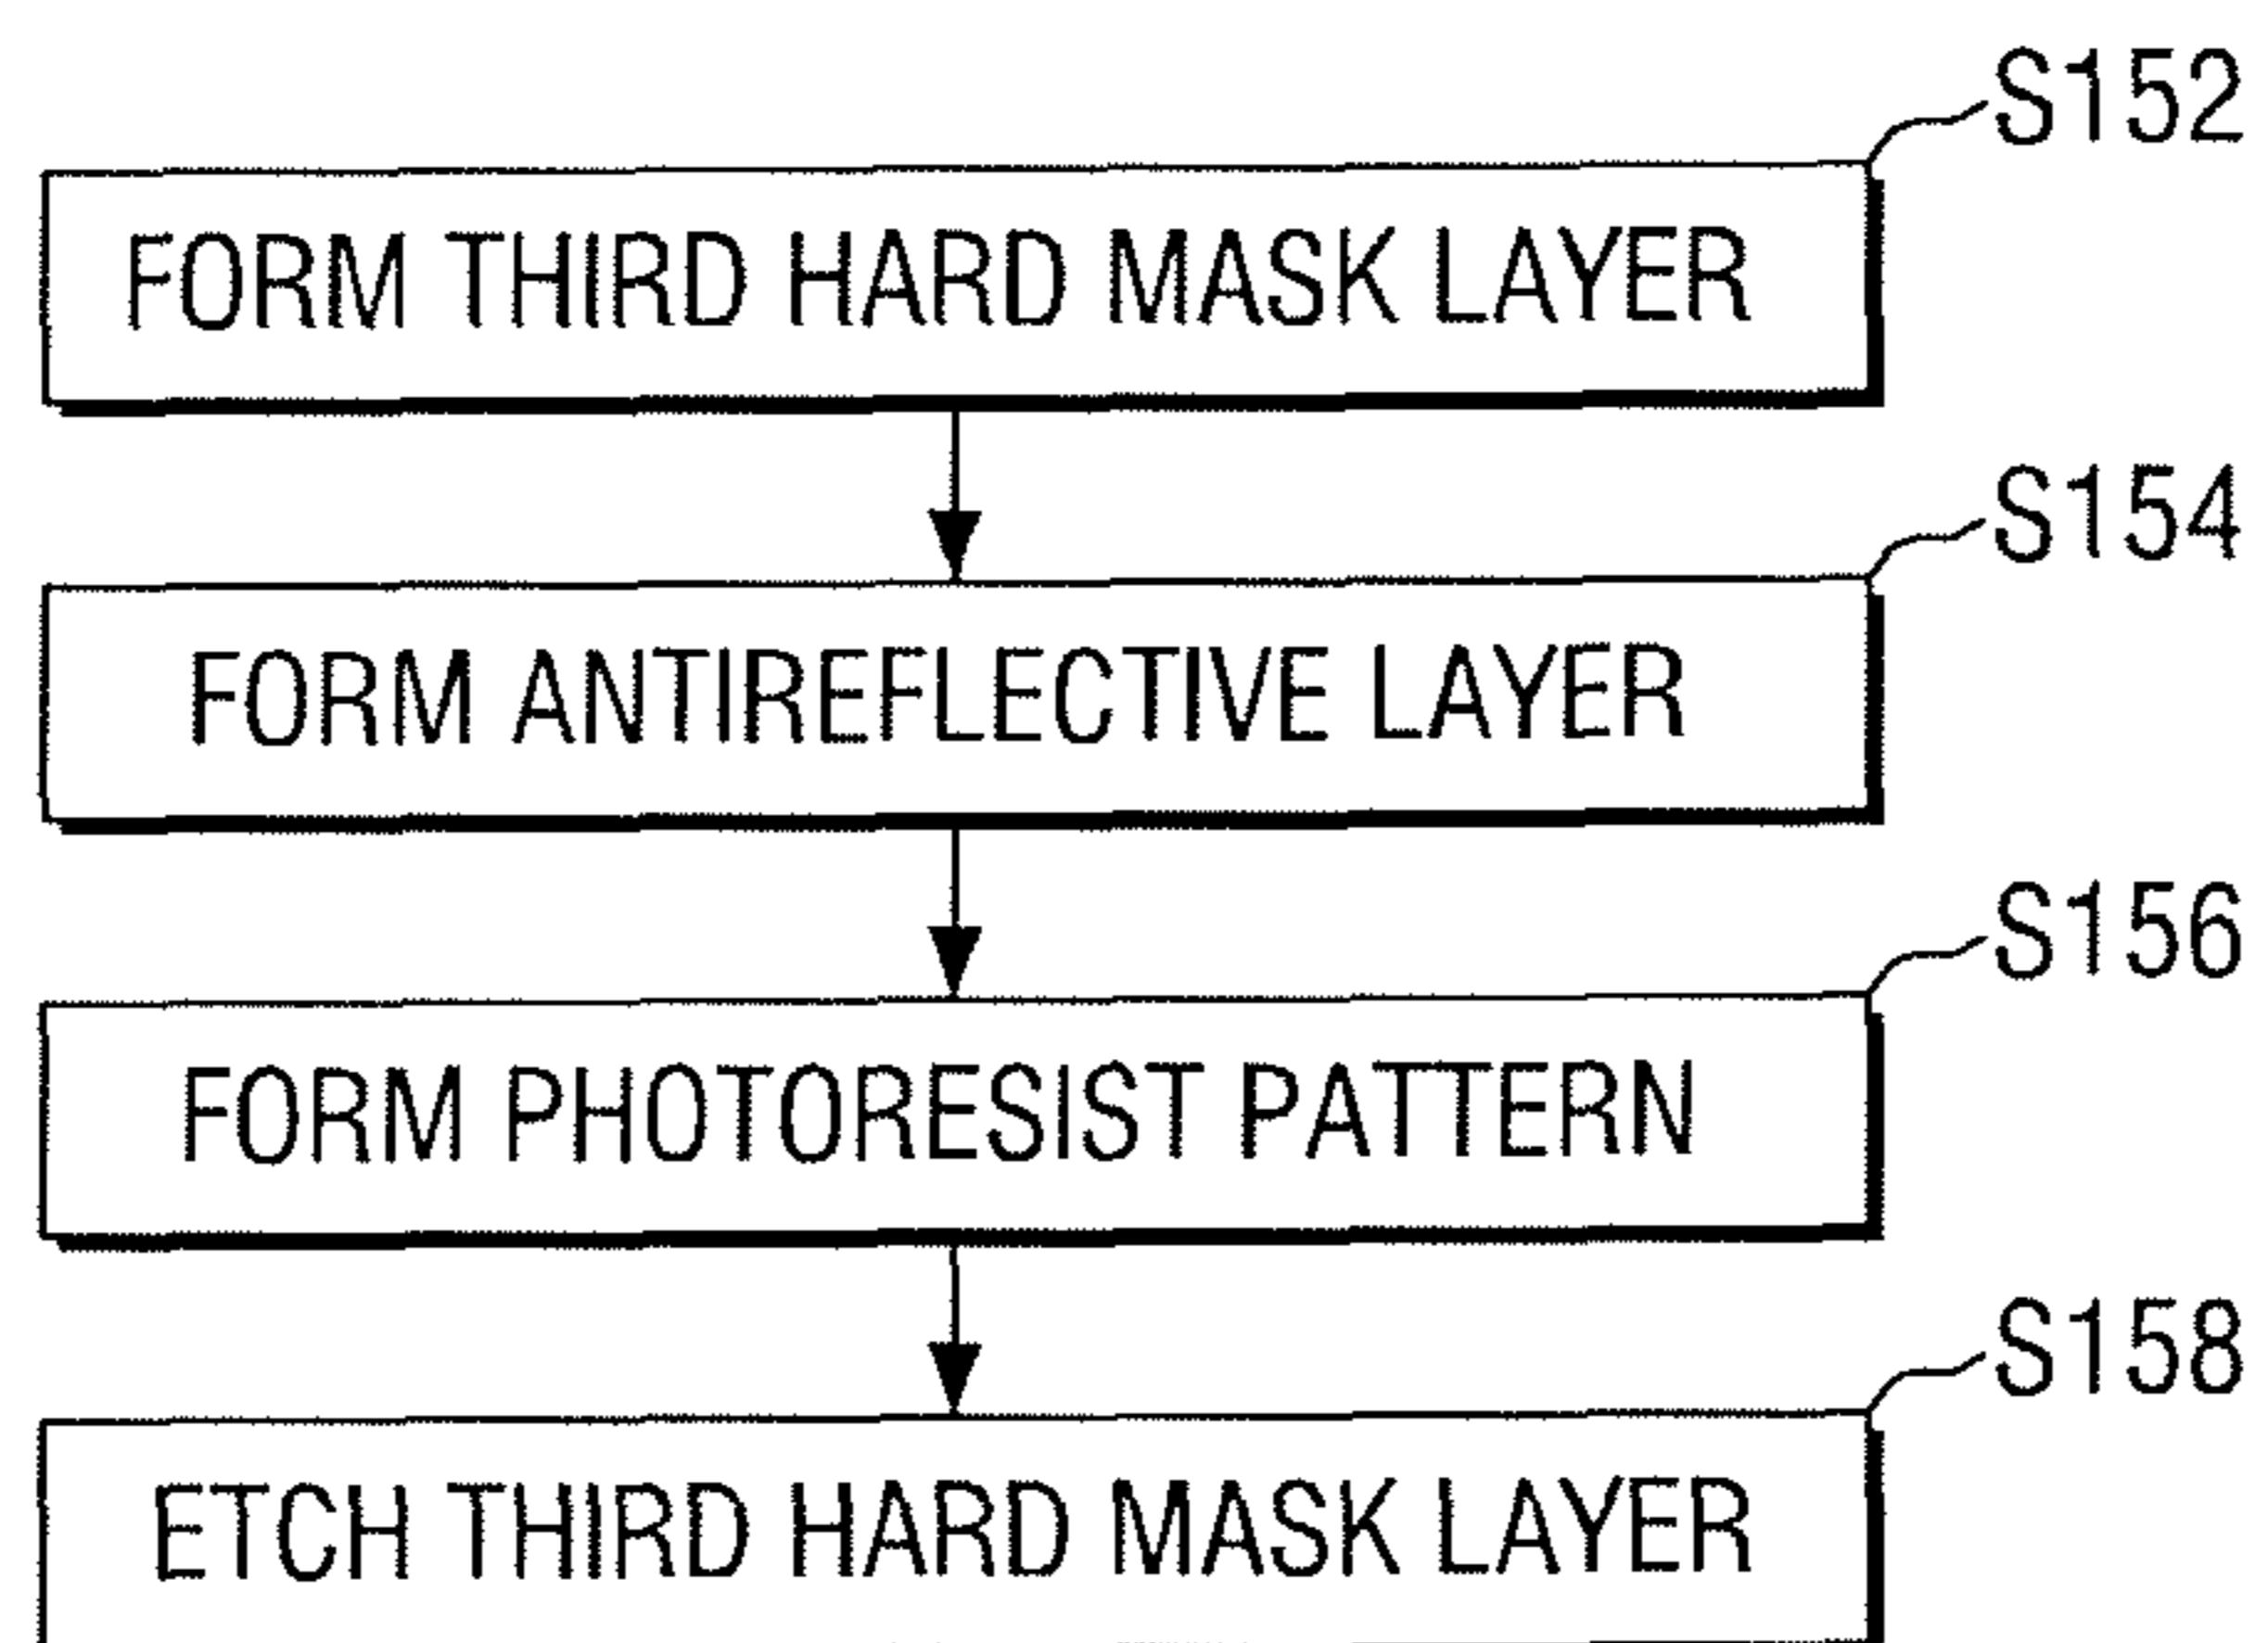 S152
FORM THIRD HARD MASK LAYER
S154
FORM ANTIREFLECTIVE LAYER
S156
FORM PHOTORESIST PATTERN
S158
ETCH THIRD HARD MASK LAYER